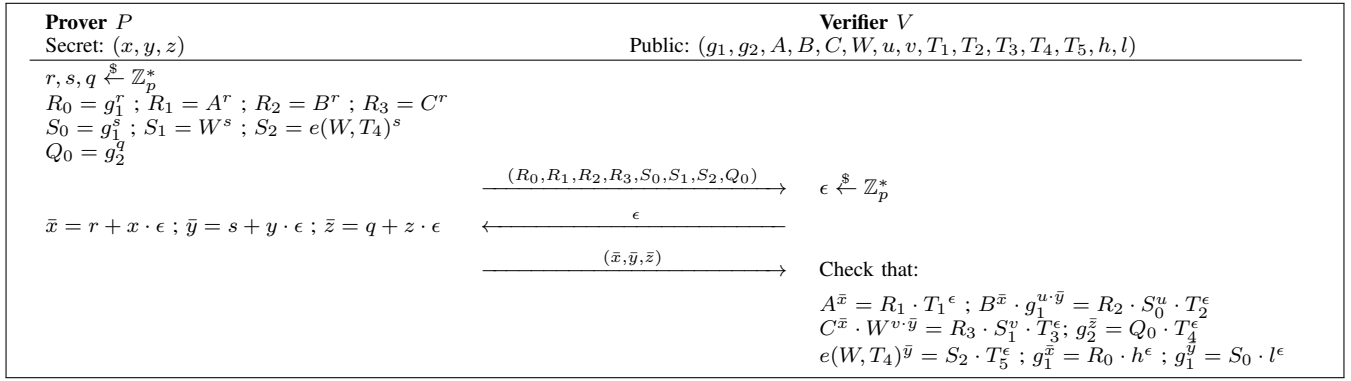 Prover P Verifier V
Secret: (x, y, z) Public: (g₁, g₂, A, B, C, W, u, v, T₁, T₂, T₃, T₄, T₅, h, l)
r, s, q ←$ ℤ*ₚ
R₀ = g₁^r ; R₁ = A^r ; R₂ = B^r ; R₃ = C^r
S₀ = g₁^s ; S₁ = W^s ; S₂ = e(W, T₄)^s
Q₀ = g₂^q
(R₀,R₁,R₂,R₃,S₀,S₁,S₂,Q₀) → ϵ ←$ ℤ*ₚ
x̄ = r + x · ϵ ; ȳ = s + y · ϵ ; z̄ = q + z · ϵ ← ϵ
(x̄,ȳ,z̄) → Check that:
A^x̄ = R₁ · T₁^ϵ ; B^x̄ · g₁^{u·ȳ} = R₂ · S₀^u · T₂^ϵ
C^x̄ · W^{v·ȳ} = R₃ · S₁^v · T₃^ϵ; g₂^z̄ = Q₀ · T₄^ϵ
e(W, T₄)^ȳ = S₂ · T₅^ϵ ; g₁^x̄ = R₀ · h^ϵ ; g₁^ȳ = S₀ · l^ϵ